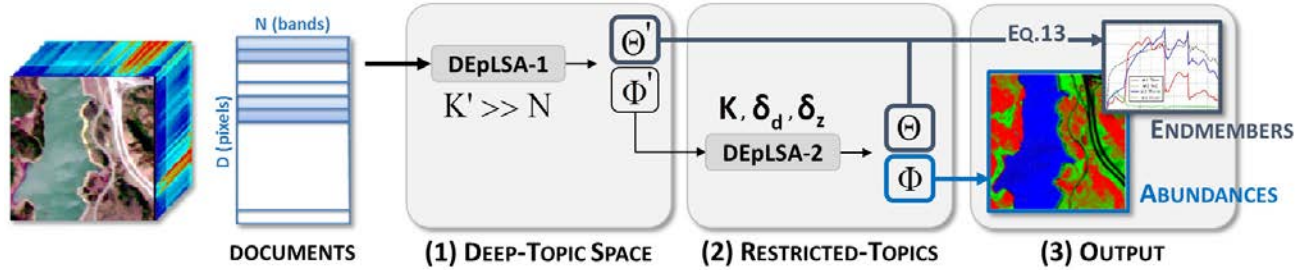 N (bands)
D (pixels)
DOCUMENTS
DEpLSA-1
K' >> N
Θ'
Φ'
(1) DEEP-TOPIC SPACE
K, δd, δz
DEpLSA-2
Θ
Φ
(2) RESTRICTED-TOPICS
EQ.13
ENDMEMBERS
ABUNDANCES
(3) OUTPUT